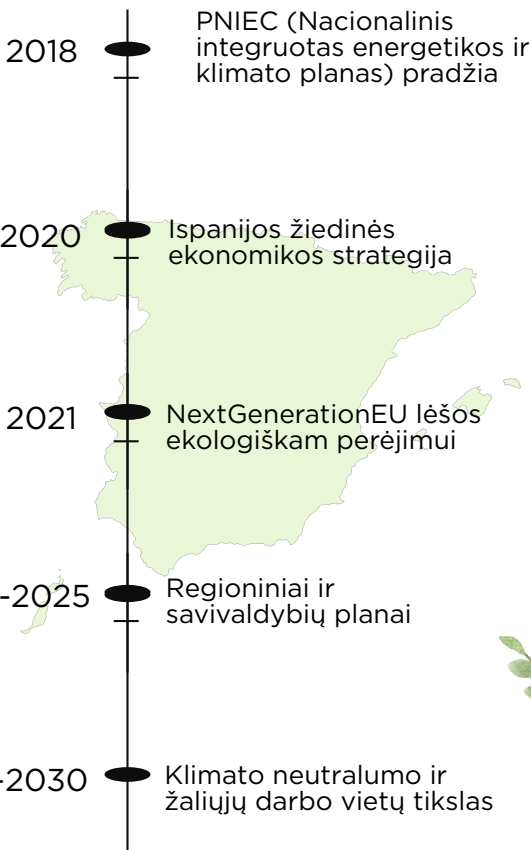 2018
PNIEC (Nacionalinis
integruotas energetikos ir
klimato planas) pradžia
2020
Ispanijos žiedinės
ekonomikos strategija
2021
NextGenerationEU lėšos
ekologiškam perėjimui
-2025
Regioniniai ir
savivaldybių planai
-2030
Klimato neutralumo ir
žaliųjų darbo vietų tikslas